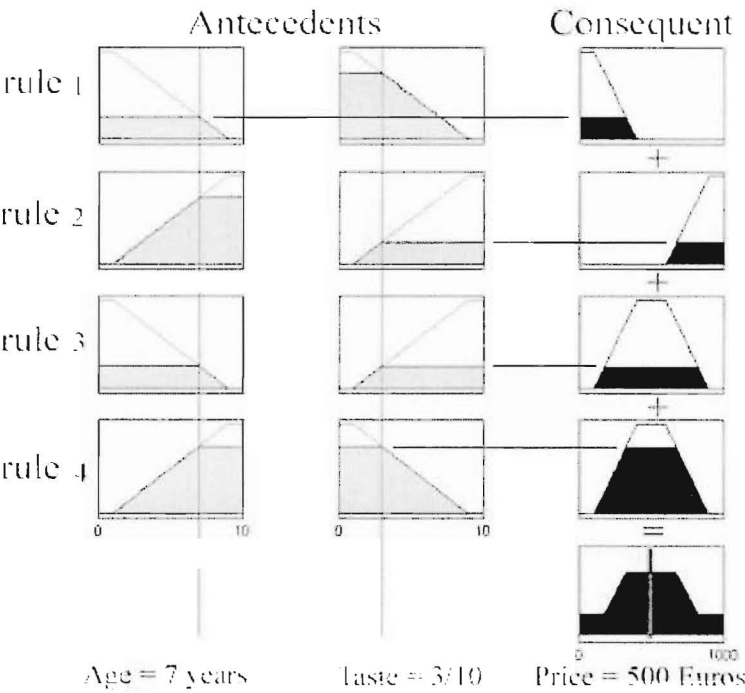 Antecedents Consequent
rule 1
+
rule 2
+
rule 3
+
rule 4
0 10 0 10
=
0 1000
Age = 7 years Taste = 3/10 Price = 500 Euros